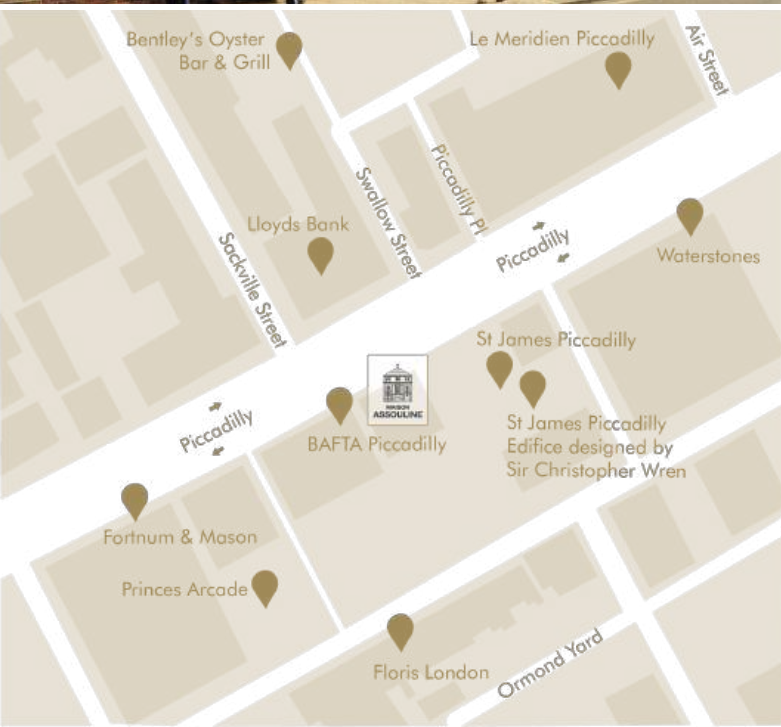 Bentley's Oyster
Bar & Grill
Le Meridien Piccadilly
Air Street
Piccadilly Pl
Swallow Street
Lloyds Bank
Sackville Street
Piccadilly
Waterstones
St James Piccadilly
MAISON
ASSOULINE
BAFTA Piccadilly
St James Piccadilly
Edifice designed by
Sir Christopher Wren
Piccadilly
Fortnum & Mason
Princes Arcade
Floris London
Ormond Yard